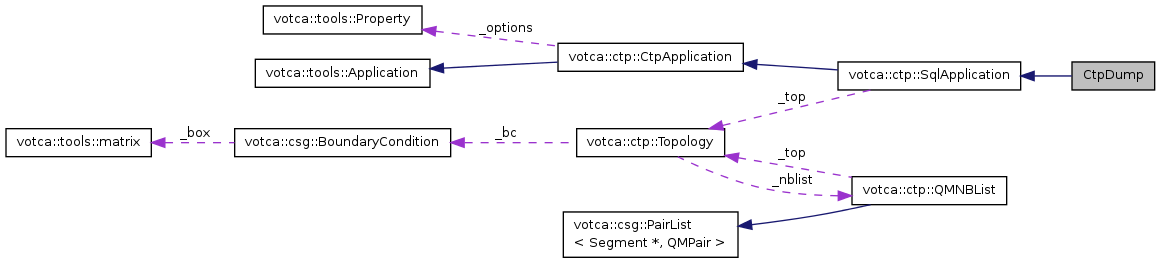 votca::tools::Property
_options
votca::ctp::CtpApplication
votca::tools::Application
votca::ctp::SqlApplication
CtpDump
_top
votca::tools::matrix
_box
votca::csg::BoundaryCondition
_bc
votca::ctp::Topology
_top
_nblist
votca::ctp::QMNBList
votca::csg::PairList
< Segment *, QMPair >